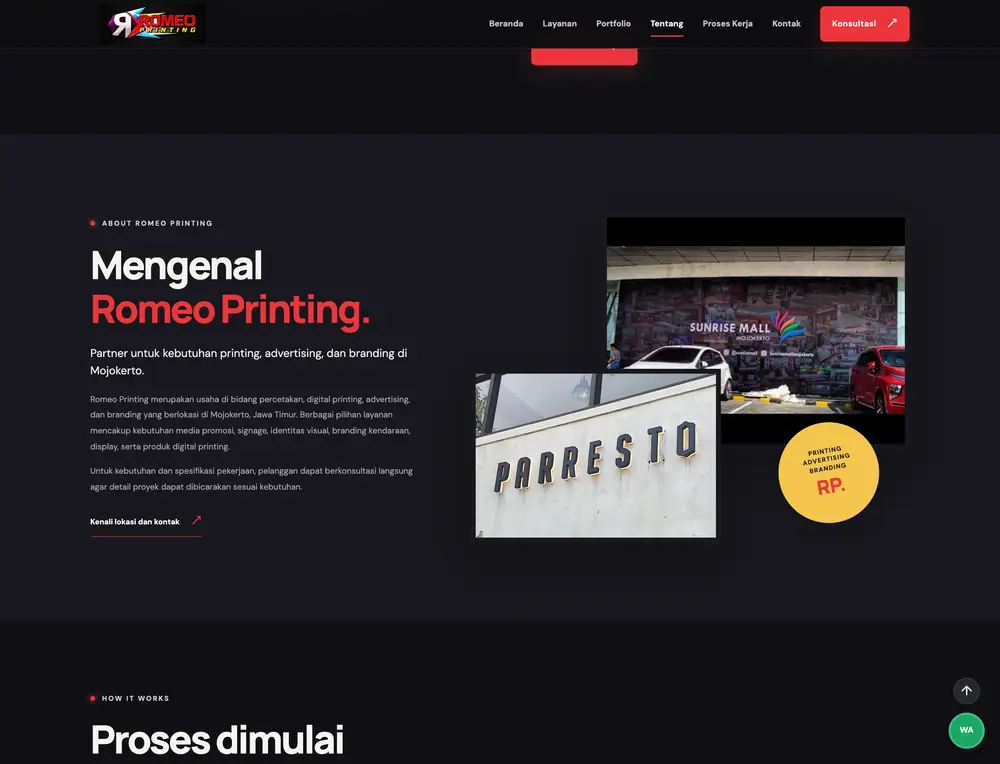 ROMEO
PRINTING
Beranda
Layanan
Portfolio
Tentang
Proses Kerja
Kontak
Konsultasi
ABOUT ROMEO PRINTING
Mengenal
Romeo Printing.
Partner untuk kebutuhan printing, advertising, dan branding di
Mojokerto.
Romeo Printing merupakan usaha di bidang percetakan, digital printing, advertising,
dan branding yang berlokasi di Mojokerto, Jawa Timur. Berbagai pilihan layanan
mencakup kebutuhan media promosi, signage, identitas visual, branding kendaraan,
display, serta produk digital printing.
Untuk kebutuhan dan spesifikasi pekerjaan, pelanggan dapat berkonsultasi langsung
agar detail proyek dapat dibicarakan sesuai kebutuhan.
Kenali lokasi dan kontak
SUNRISE MALL
MOJOKERTO
PARRESTO
PRINTING
ADVERTISING
BRANDING
RP.
HOW IT WORKS
Proses dimulai
WA